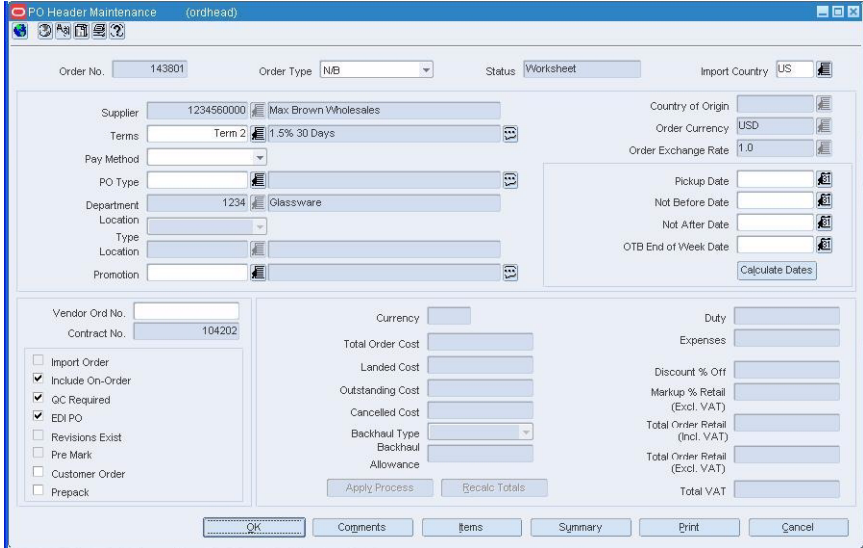 PO Header Maintenance (ordhead)
Order No. 143801 Order Type N/B Status Worksheet Import Country US
Supplier 1234560000 Max Brown Wholesales
Terms Term 2 1.5% 30 Days
Pay Method
PO Type
Department 1234 Glassware
Location
Type
Location
Promotion
Country of Origin
Order Currency USD
Order Exchange Rate 1.0
Pickup Date
Not Before Date
Not After Date
OTB End of Week Date
Calculate Dates
Vendor Ord No.
Contract No. 104202
Import Order
Include On-Order
QC Required
EDI PO
Revisions Exist
Pre Mark
Customer Order
Prepack
Currency
Total Order Cost
Landed Cost
Outstanding Cost
Cancelled Cost
Backhaul Type
Backhaul
Allowance
Apply Process Recalc Totals
Duty
Expenses
Discount % Off
Markup % Retail
(Excl. VAT)
Total Order Retail
(Incl. VAT)
Total Order Retail
(Excl. VAT)
Total VAT
OK Comments Items Summary Print Cancel